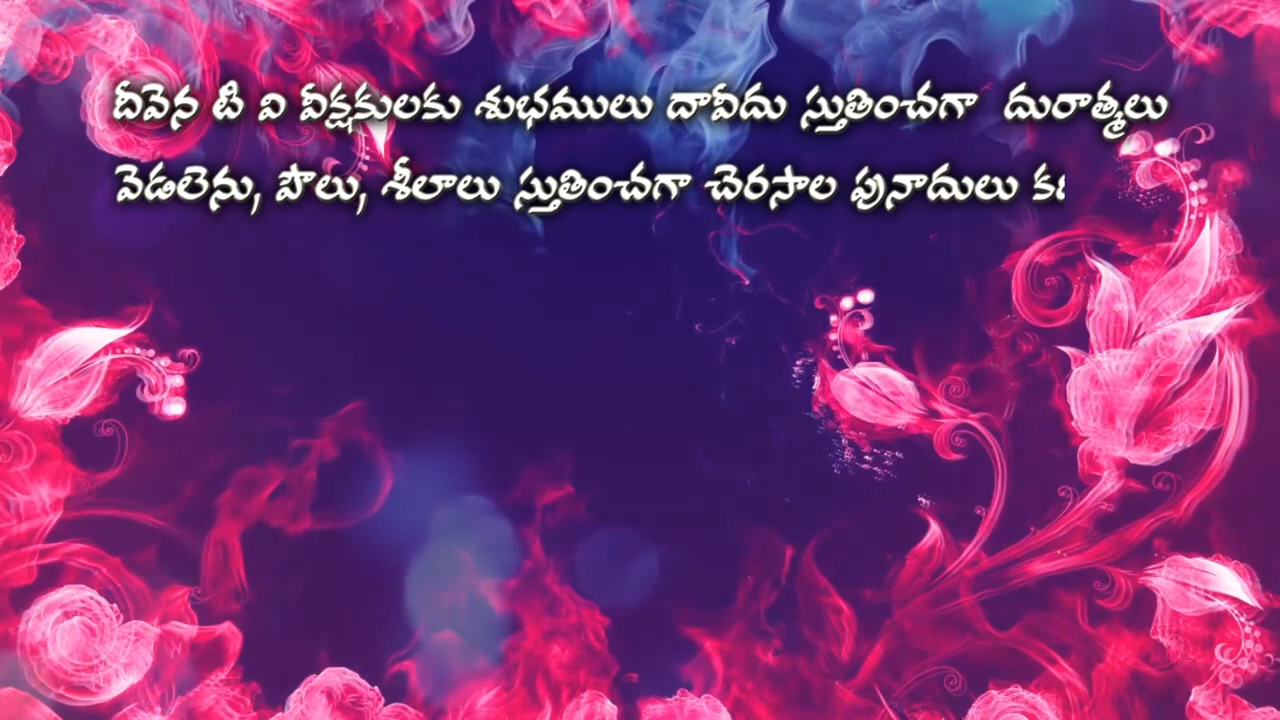 దీవెన టి వి వీక్షకులకు శుభములు దావీదు స్తుతించగా దురాత్మలు
వెడలెను, పౌలు, శీలాలు స్తుతించగా చెరసాల పునాదులు